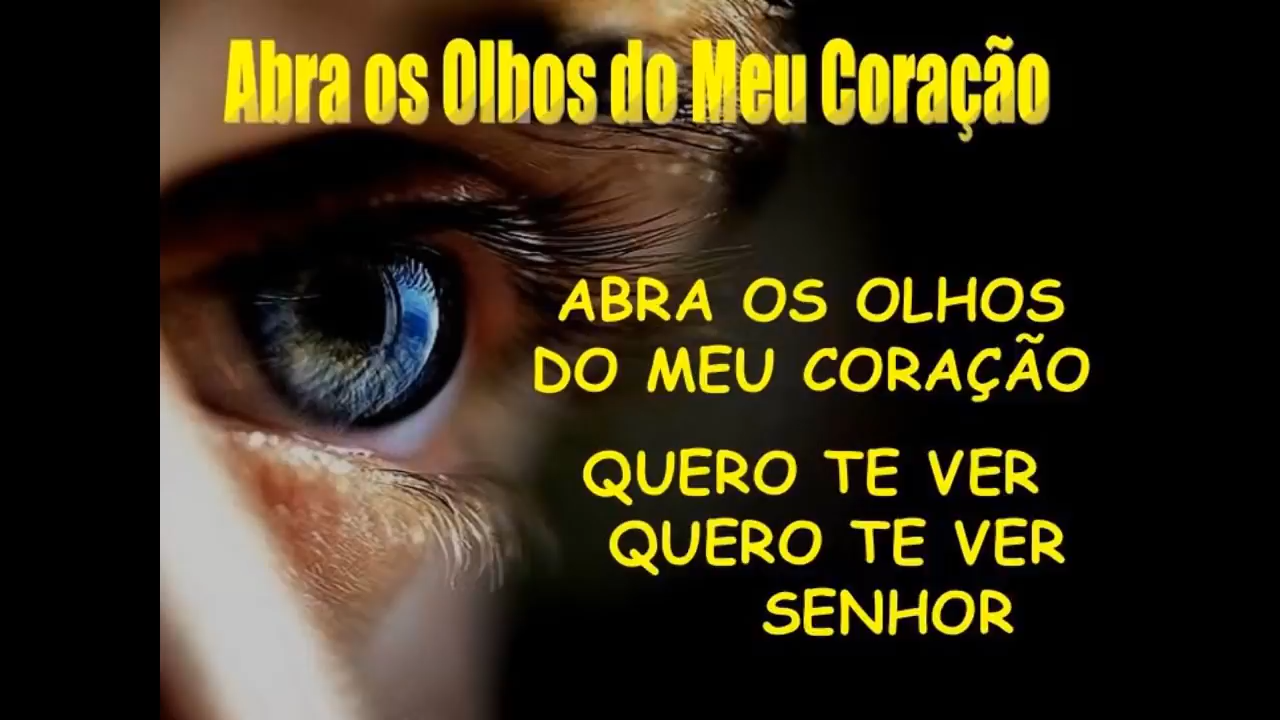 Abra os Olhos do Meu Coração
ABRA OS OLHOS
DO MEU CORAÇÃO
QUERO TE VER
QUERO TE VER
SENHOR